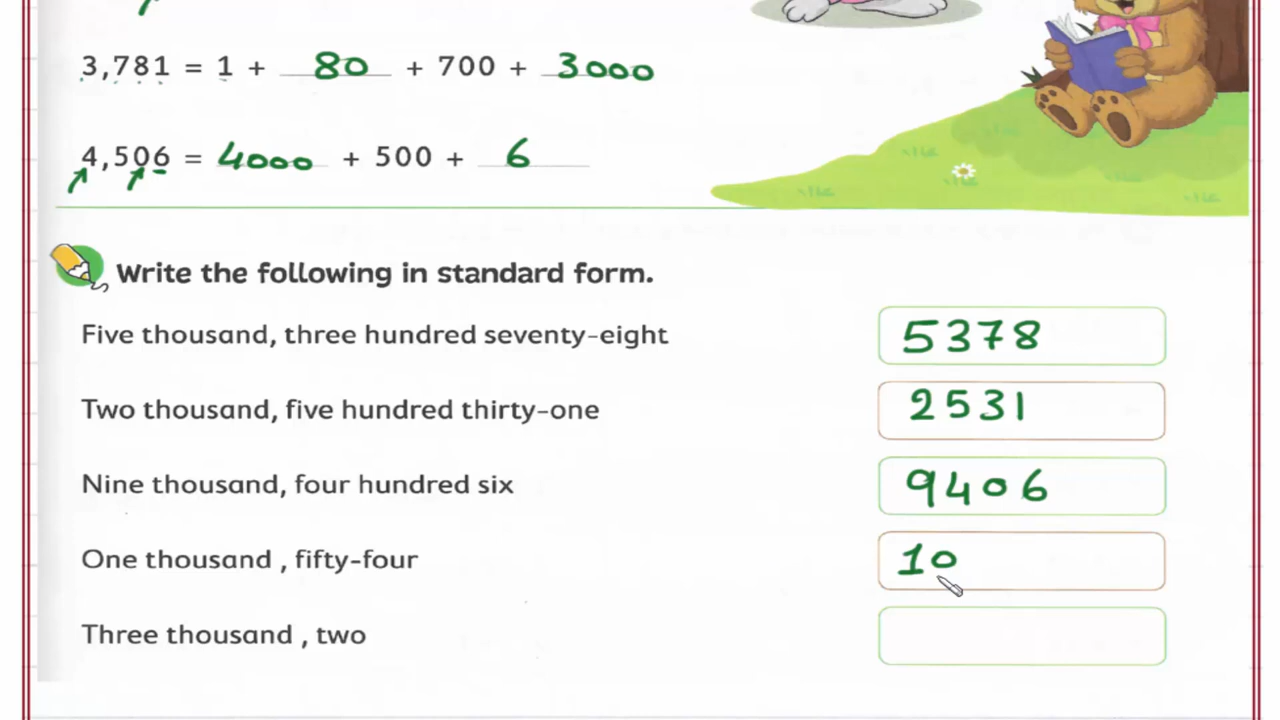 3,781 = 1 + 80 + 700 + 3000
4,506 = 4000 + 500 + 6
Write the following in standard form.
Five thousand, three hundred seventy-eight 5378
Two thousand, five hundred thirty-one 2531
Nine thousand, four hundred six 9406
One thousand , fifty-four 10
Three thousand , two